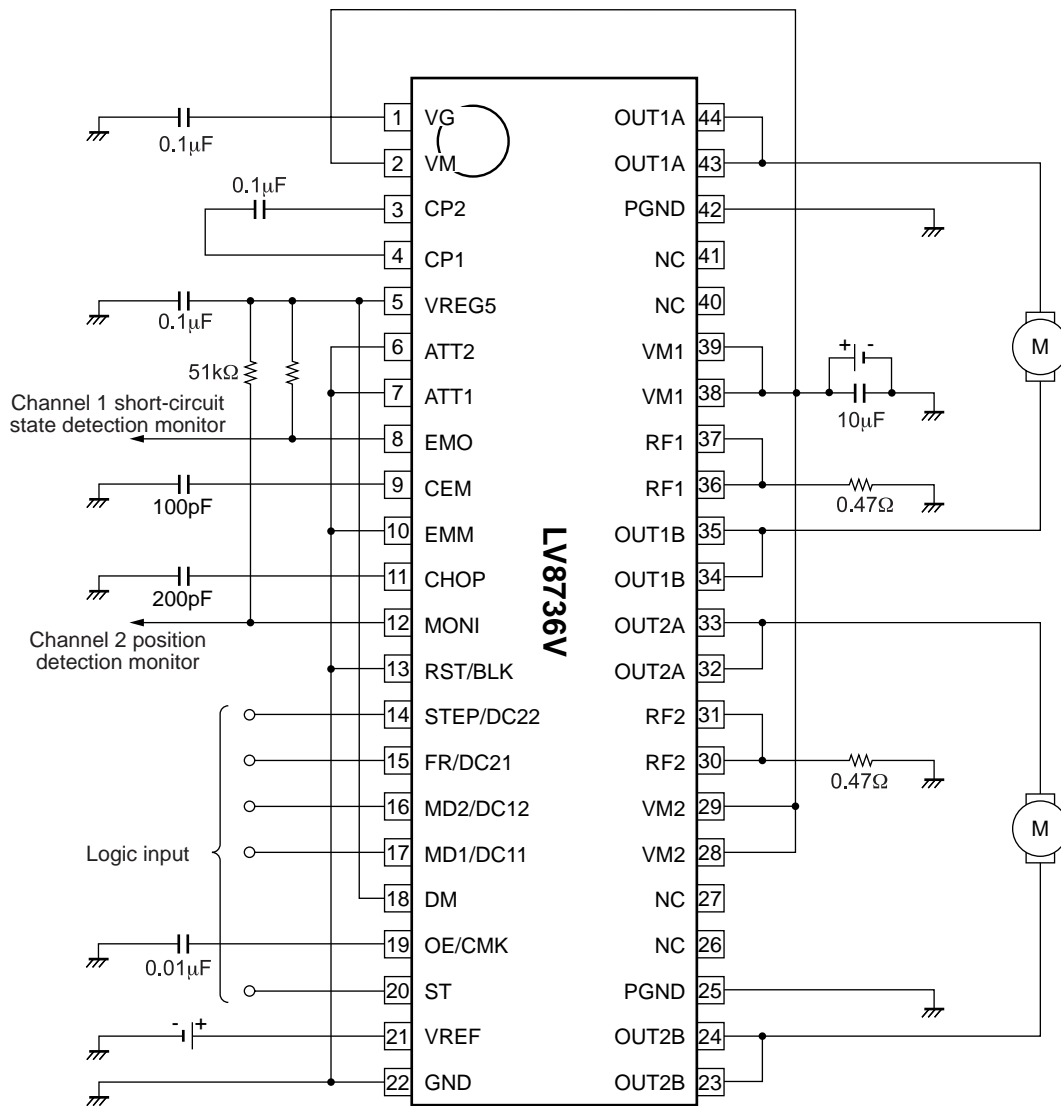 1 VG OUT1A 44
0.1µF
2 VM OUT1A 43
0.1µF
3 CP2 PGND 42
4 CP1 NC 41
5 VREG5 NC 40
0.1µF
6 ATT2 VM1 39
+ -
51kΩ
7 ATT1 VM1 38
10µF
Channel 1 short-circuit
state detection monitor
8 EMO RF1 37
9 CEM RF1 36
100pF
0.47Ω
10 EMM OUT1B 35
11 CHOP OUT1B 34
200pF
12 MONI OUT2A 33
Channel 2 position
detection monitor
13 RST/BLK OUT2A 32
14 STEP/DC22 RF2 31
15 FR/DC21 RF2 30
0.47Ω
16 MD2/DC12 VM2 29
17 MD1/DC11 VM2 28
Logic input
18 DM NC 27
19 OE/CMK NC 26
0.01µF
20 ST PGND 25
- +
21 VREF OUT2B 24
22 GND OUT2B 23
LV8736V
M
M